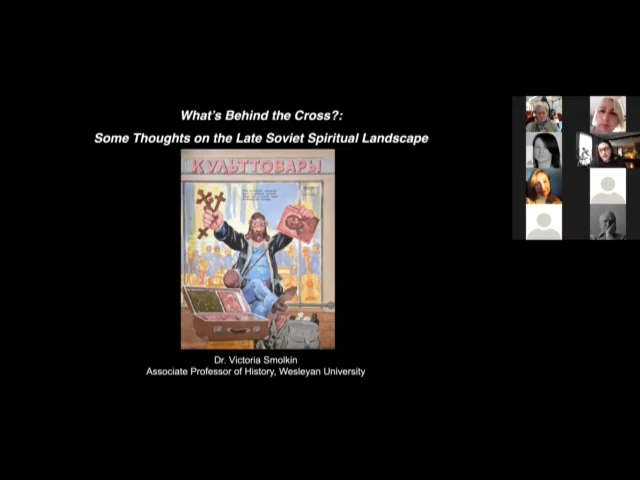 What's Behind the Cross?:
Some Thoughts on the Late Soviet Spiritual Landscape
КУЛЬТТОВАРЫ
Dr. Victoria Smolkin
Associate Professor of History, Wesleyan University